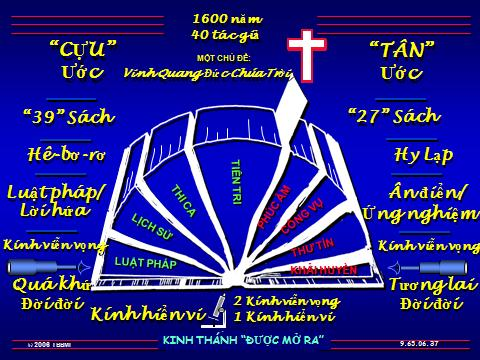 1600 năm
40 tác giả
MỘT CHỦ ĐỀ:
Vinh Quang Đức Chúa Trời
“CỰU”
Ước
“39” Sách
Hê-bơ-rơ
Luật pháp/
Lời hứa
Kính viễn vọng
Quá khứ
Đời đời
“TÂN”
Ước
“27” Sách
Hy Lạp
Ân điển/
Ứng nghiệm
Kính viễn vọng
Tương lai
Đời đời
LUẬT PHÁP
LỊCH SỬ
THI CA
TIÊN TRI
PHÚC ÂM
CÔNG VỤ
THƯ TÍN
KHẢI HUYỀN
Kính hiển vi
2 Kính viễn vọng
1 Kính hiển vi
KINH THÁNH “ĐƯỢC MỞ RA”
© 2006 TBBMI
9.65.06.37